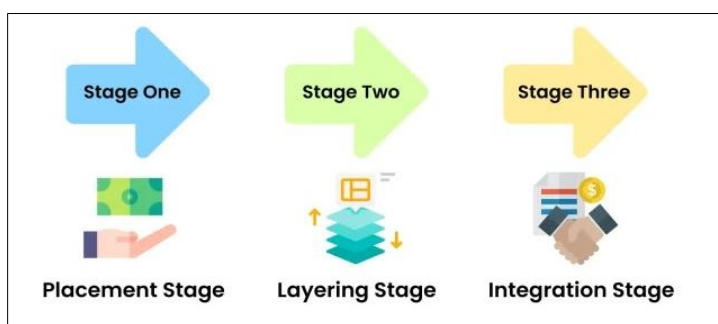 Stage One
Stage Two
Stage Three
$
Placement Stage
Layering Stage
Integration Stage